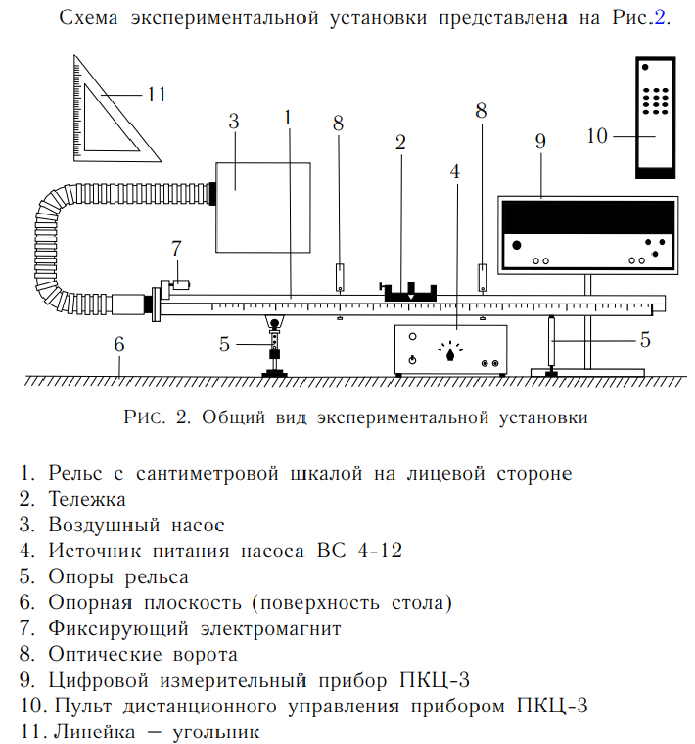 Схема экспериментальной установки представлена на Рис.2.
11
3
1
8
2
8
4
9
10
7
6
5
5
Рис. 2. Общий вид экспериментальной установки
1. Рельс с сантиметровой шкалой на лицевой стороне
2. Тележка
3. Воздушный насос
4. Источник питания насоса ВС 4-12
5. Опоры рельса
6. Опорная плоскость (поверхность стола)
7. Фиксирующий электромагнит
8. Оптические ворота
9. Цифровой измерительный прибор ПКЦ-3
10. Пульт дистанционного управления прибором ПКЦ-3
11. Линейка – угольник